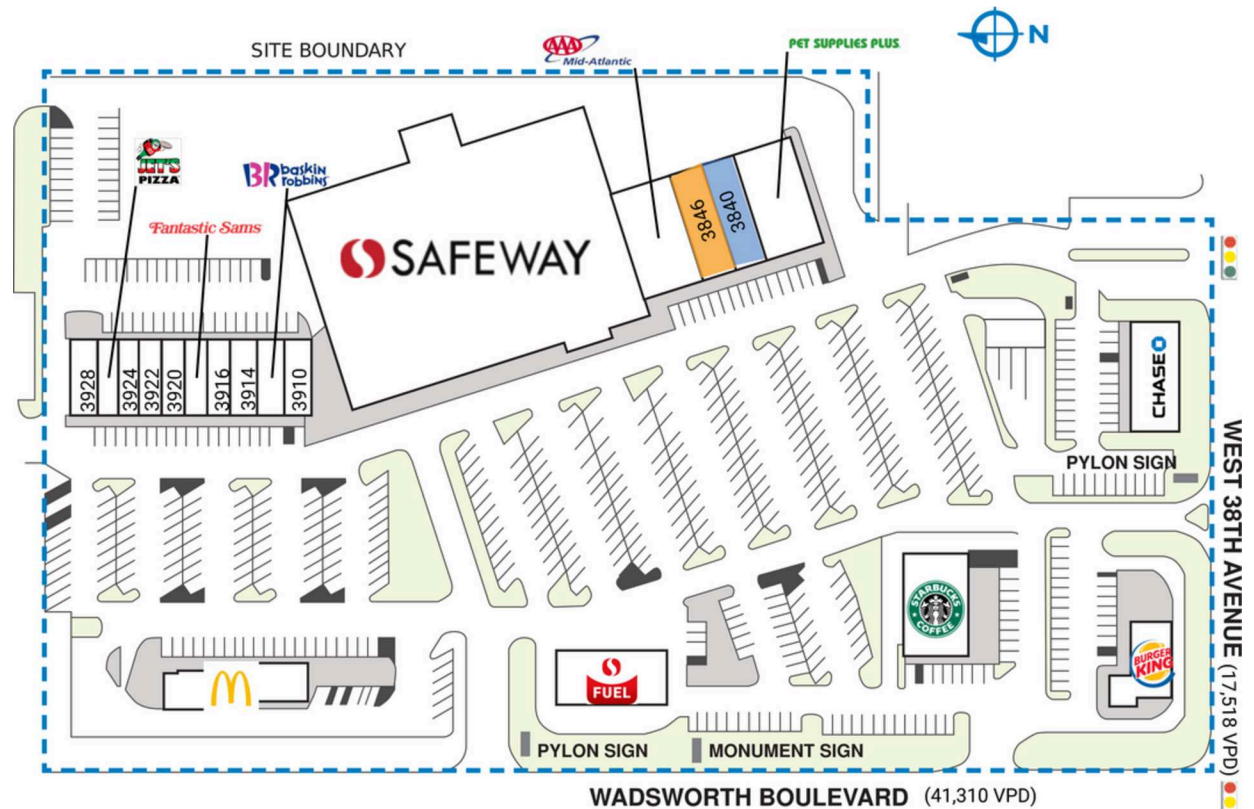 N
SITE BOUNDARY
AAA
Mid-Atlantic
PET SUPPLIES PLUS
JET'S
PIZZA
BR baskin
robbins
Fantastic Sams
SAFEWAY
3846
3840
3928
3924
3922
3920
3916
3914
3910
CHASE
PYLON SIGN
WEST 38TH AVENUE (17,518 VPD)
STARBUCKS
COFFEE
BURGER
KING
FUEL
PYLON SIGN
MONUMENT SIGN
WADSWORTH BOULEVARD (41,310 VPD)